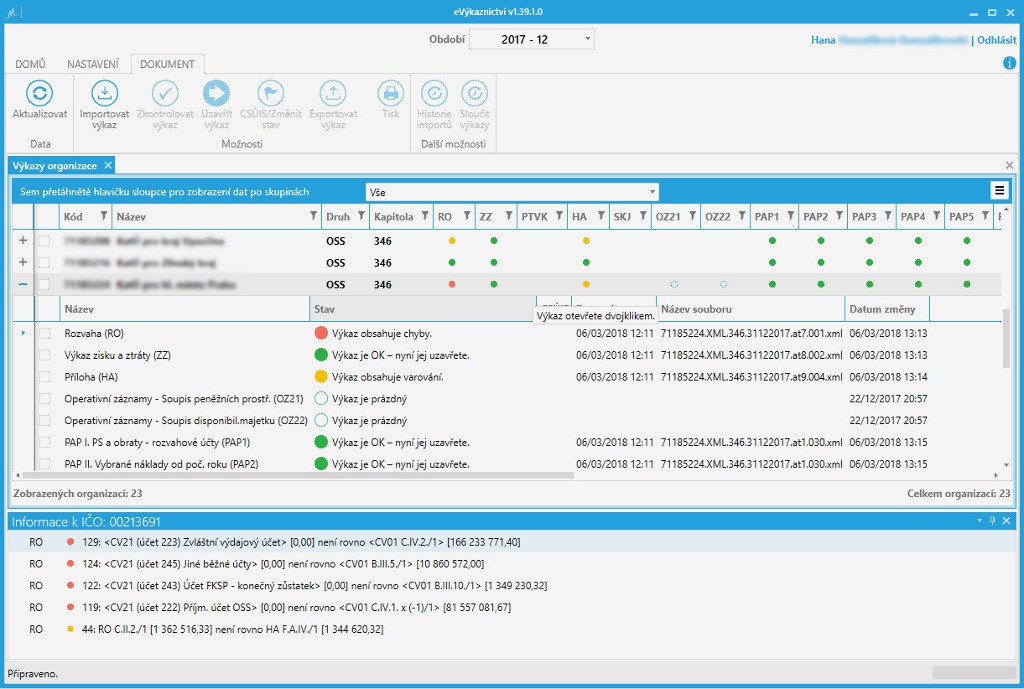 eVýkaznictví v1.39.1.0
Období 2017 - 12
Hana | Odhlásit
DOMŮ NASTAVENÍ DOKUMENT
Aktualizovat Importovat výkaz Zkontrolovat výkaz Uzavřít výkaz CSÚIS/Změnit stav Exportovat výkaz Tisk Historie importů Sloučit výkazy
Data Možnosti Další možnosti
Výkazy organizace
Sem přetáhnětě hlavičku sloupce pro zobrazení dat po skupinách Vše
Kód Název Druh Kapitola RO ZZ PTVK HA SKJ OZ21 OZ22 PAP1 PAP2 PAP3 PAP4 PAP5
OSS 346
OSS 346
OSS 346
Název Stav Název souboru Datum změny
Výkaz otevřete dvojklikem.
Rozvaha (RO) Výkaz obsahuje chyby. 06/03/2018 12:11 71185224.XML.346.31122017.at7.001.xml 06/03/2018 13:13
Výkaz zisku a ztráty (ZZ) Výkaz je OK – nyní jej uzavřete. 06/03/2018 12:11 71185224.XML.346.31122017.at8.002.xml 06/03/2018 13:13
Příloha (HA) Výkaz obsahuje varování. 06/03/2018 12:11 71185224.XML.346.31122017.at9.004.xml 06/03/2018 13:14
Operativní záznamy - Soupis peněžních prostř. (OZ21) Výkaz je prázdný 22/12/2017 20:57
Operativní záznamy - Soupis disponibil.majetku (OZ22) Výkaz je prázdný 22/12/2017 20:57
PAP I. PS a obraty - rozvahové účty (PAP1) Výkaz je OK – nyní jej uzavřete. 06/03/2018 12:11 71185224.XML.346.31122017.at1.030.xml 06/03/2018 13:15
PAP II. Vybrané náklady od poč. roku (PAP2) Výkaz je OK – nyní jej uzavřete. 06/03/2018 12:11 71185224.XML.346.31122017.at1.030.xml 06/03/2018 13:15
Zobrazených organizací: 23 Celkem organizací: 23
Informace k IČO: 00213691
RO 129: <CV21 (účet 223) Zvláštní výdajový účet> [0,00] není rovno <CV01 C.IV.2./1> [166 233 771,40]
RO 124: <CV21 (účet 245) Jiné běžné účty> [0,00] není rovno <CV01 B.III.5./1> [10 860 572,00]
RO 122: <CV21 (účet 243) Účet FKSP - konečný zůstatek> [0,00] není rovno <CV01 B.III.10./1> [1 349 230,32]
RO 119: <CV21 (účet 222) Příjm. účet OSS> [0,00] není rovno <CV01 C.IV.1. x (-1)/1> [81 557 081,67]
RO 44: RO C.II.2./1 [1 362 516,33] není rovno HA F.A.IV./1 [1 344 620,32]
Připraveno.